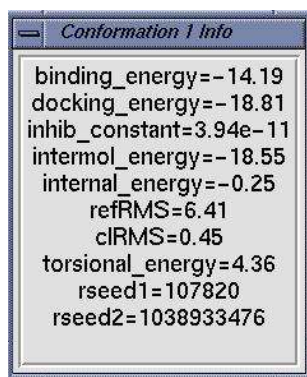 Conformation 1 Info
binding_energy=-14.19
docking_energy=-18.81
inhib_constant=3.94e-11
intermol_energy=-18.55
internal_energy=-0.25
refRMS=6.41
clRMS=0.45
torsional_energy=4.36
rseed1=107820
rseed2=1038933476